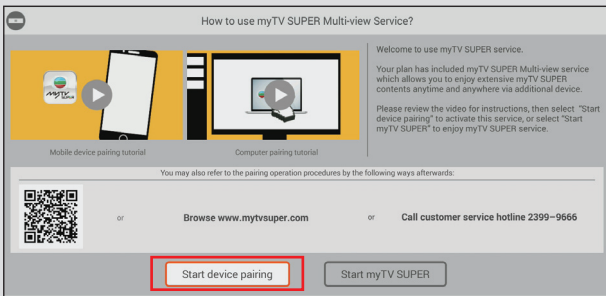 How to use myTV SUPER Multi-view Service?
Welcome to use myTV SUPER service.
Your plan has included myTV SUPER Multi-view service
which allows you to enjoy extensive myTV SUPER
contents anytime and anywhere via additional device.
Please review the video for instructions, then select "Start
device pairing" to activate this service, or select "Start
myTV SUPER" to enjoy myTV SUPER service.
myTV
SUPER
Mobile device pairing tutorial
Computer pairing tutorial
You may also refer to the pairing operation procedures by the following ways afterwards:
or
Browse www.mytvsuper.com
or
Call customer service hotline 2399–9666
Start device pairing
Start myTV SUPER